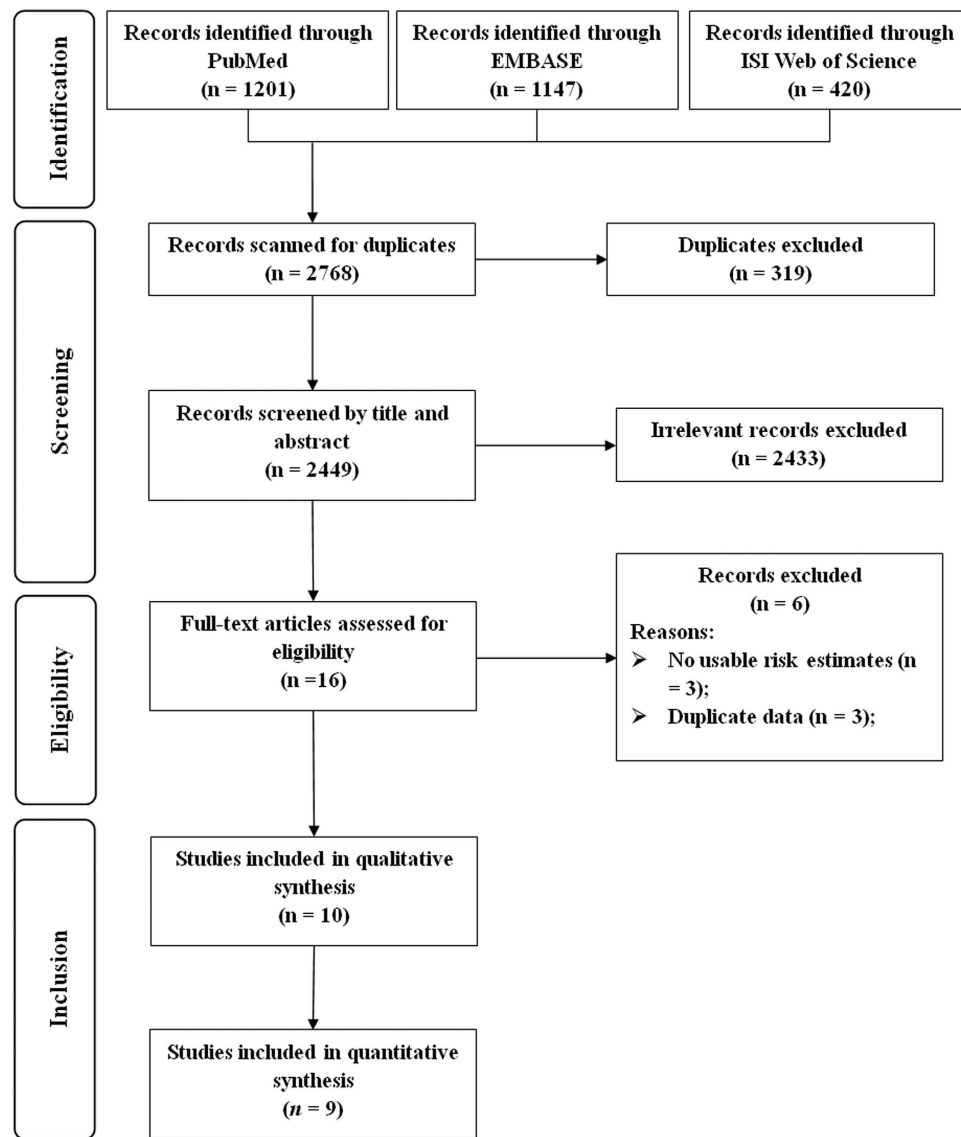 Identification
Records identified through
PubMed
(n = 1201)
Records identified through
EMBASE
(n = 1147)
Records identified through
ISI Web of Science
(n = 420)
Screening
Records scanned for duplicates
(n = 2768)
Duplicates excluded
(n = 319)
Records screened by title and
abstract
(n = 2449)
Irrelevant records excluded
(n = 2433)
Eligibility
Full-text articles assessed for
eligibility
(n =16)
Records excluded
(n = 6)
Reasons:
➢ No usable risk estimates (n
= 3);
➢ Duplicate data (n = 3);
Inclusion
Studies included in qualitative
synthesis
(n = 10)
Studies included in quantitative
synthesis
(n = 9)